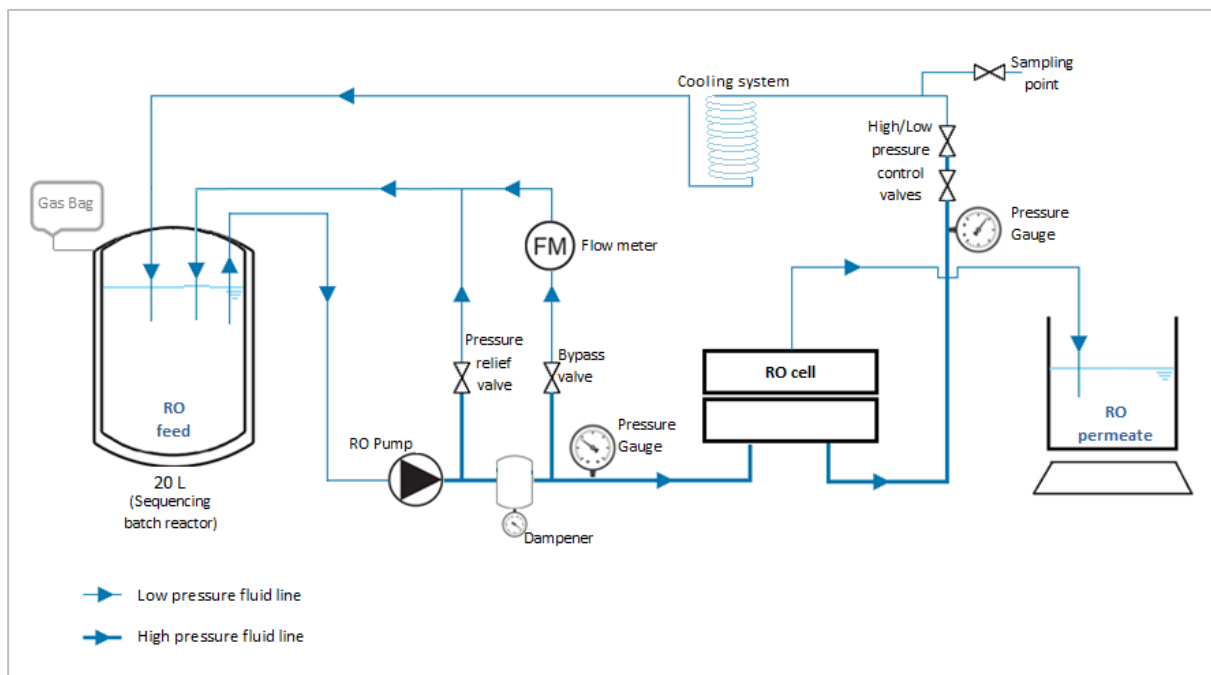 Sampling
point
Cooling system
High/Low
pressure
control
valves
Gas Bag
Pressure
Gauge
FM
Flow meter
Pressure
relief
valve
Bypass
valve
RO cell
RO
feed
RO Pump
Pressure
Gauge
RO
permeate
20 L
(Sequencing
batch reactor)
Dampener
Low pressure fluid line
High pressure fluid line